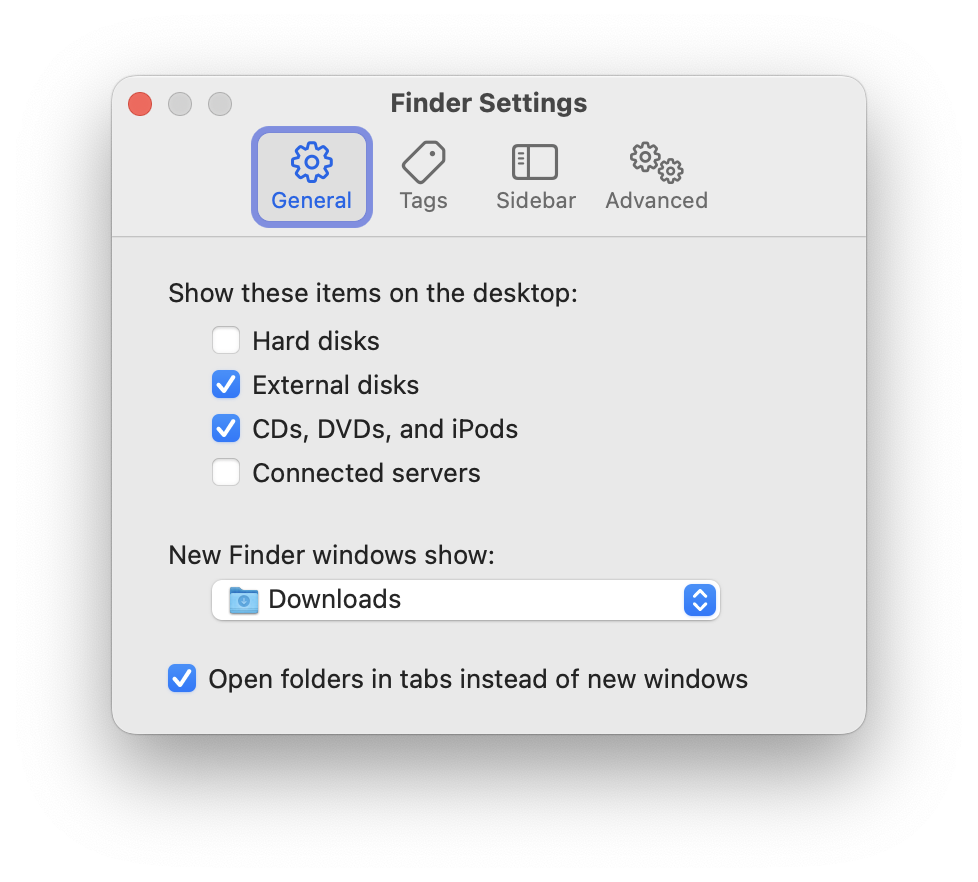 Finder Settings
General Tags Sidebar Advanced
Show these items on the desktop:
Hard disks
External disks
CDs, DVDs, and iPods
Connected servers
New Finder windows show:
Downloads
Open folders in tabs instead of new windows